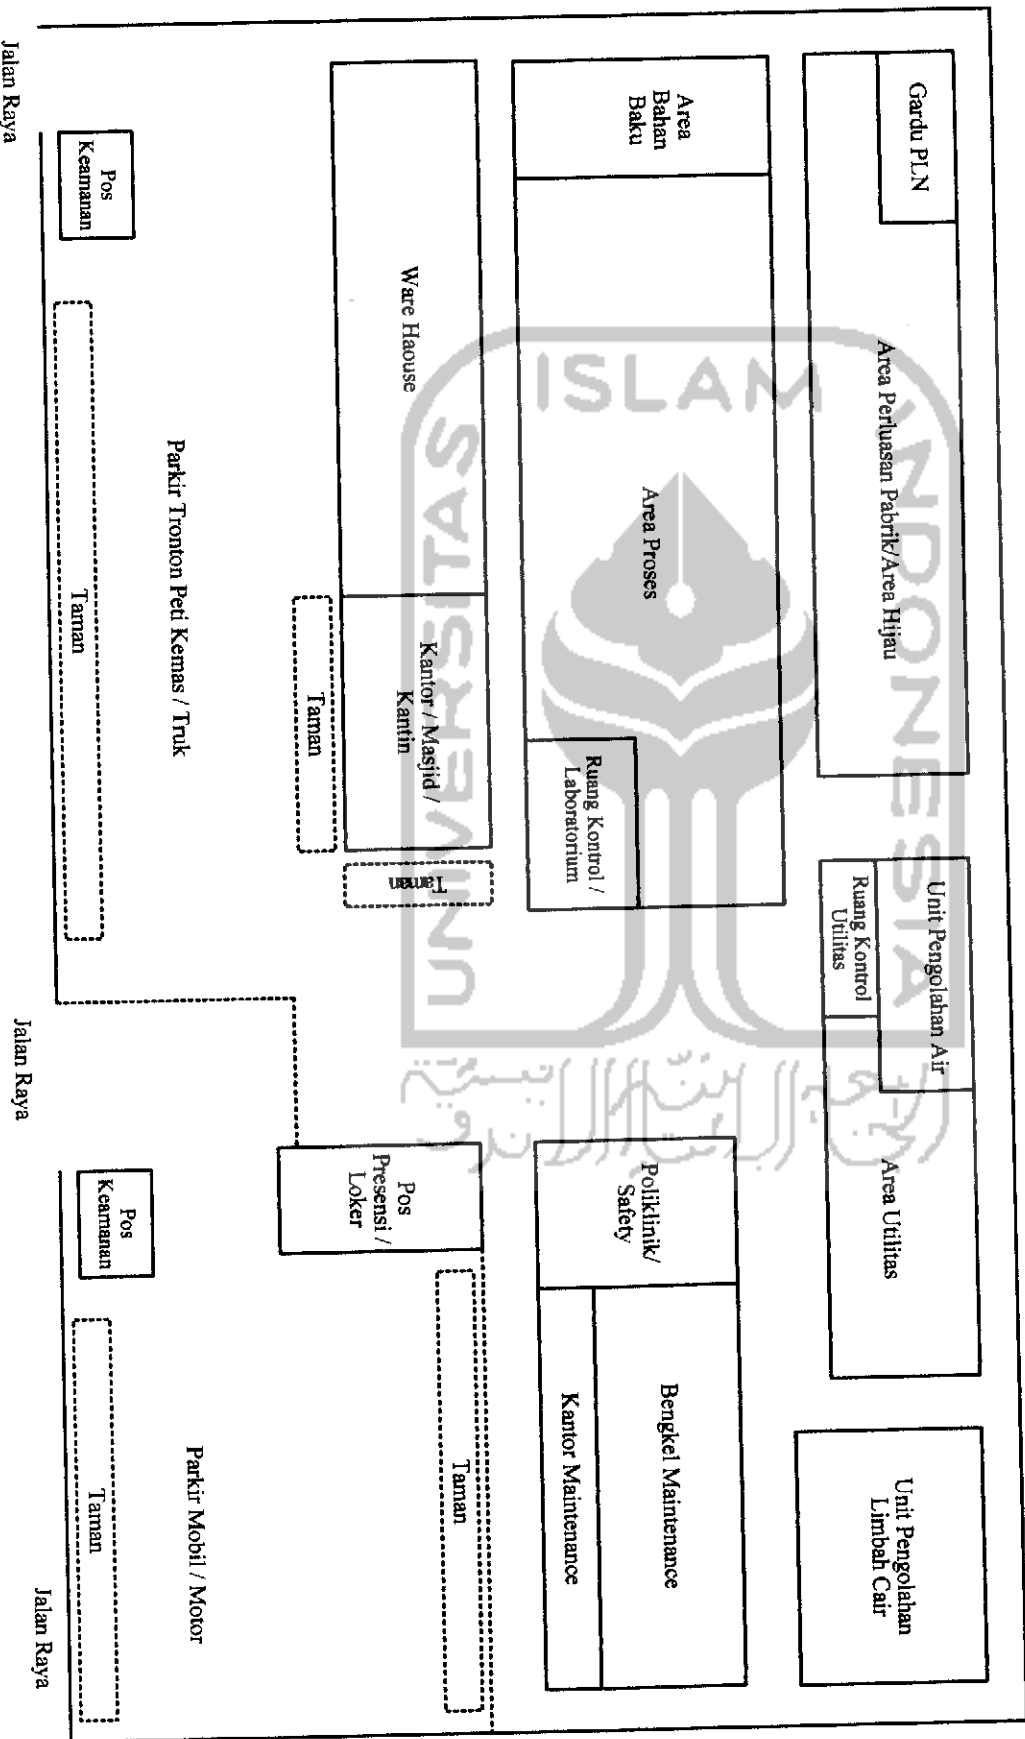 Gardu PLN
Area Perluasan Pabrik/Area Hijau
Unit Pengolahan Air
Ruang Kontrol
Utilitas
Area Utilitas
Unit Pengolahan
Limbah Cair
Area
Bahan
Baku
Area Proses
Ruang Kontrol /
Laboratorium
Poliklinik/
Safety
Bengkel Maintenance
Kantor Maintenance
Ware Haouse
Kantor / Masjid /
Kantin
Taman
Taman
Pos
Presensi /
Loker
Taman
Parkir Tronton Peti Kemas / Truk
Parkir Mobil / Motor
Pos
Keamanan
Taman
Pos
Keamanan
Taman
Jalan Raya
Jalan Raya
Jalan Raya
UNIVERSITAS
ISLAM
INDONESIA